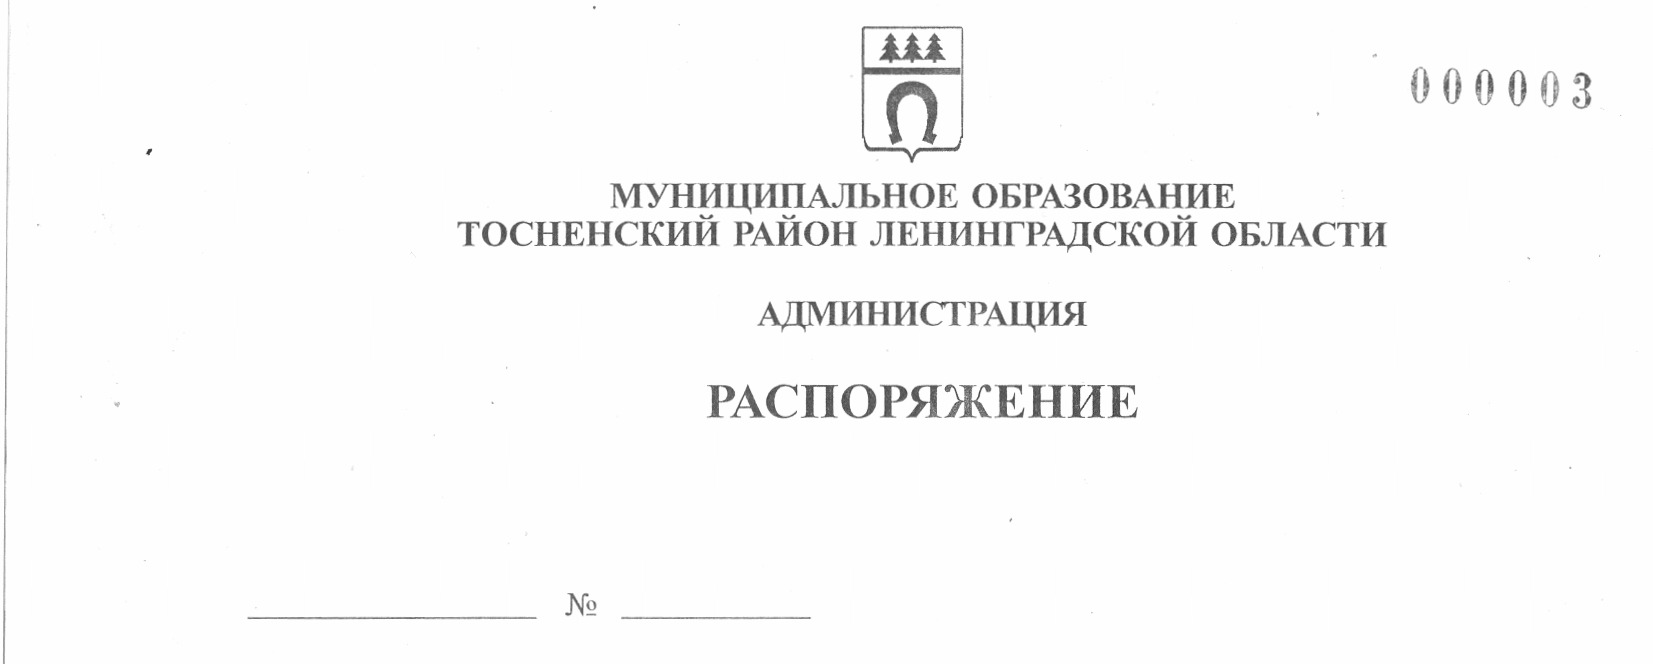 000003
МУНИЦИПАЛЬНОЕ ОБРАЗОВАНИЕ
ТОСНЕНСКИЙ РАЙОН ЛЕНИНГРАДСКОЙ ОБЛАСТИ
АДМИНИСТРАЦИЯ
РАСПОРЯЖЕНИЕ
№